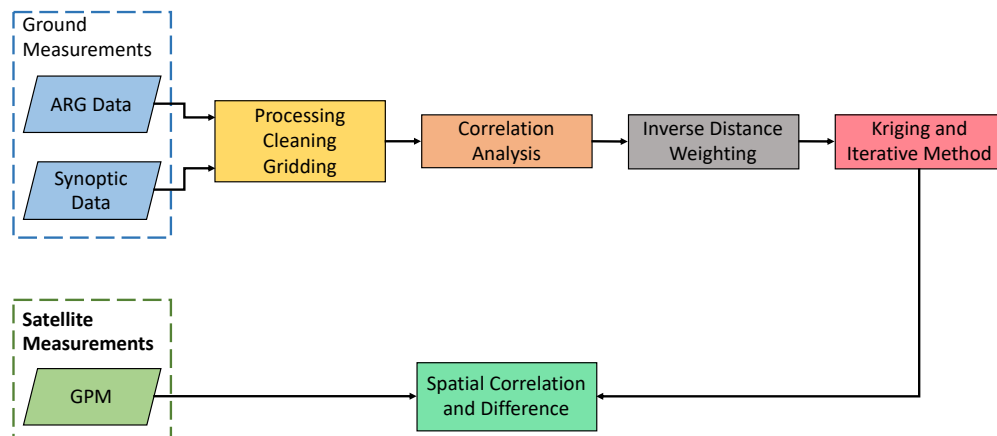 Ground
Measurements
ARG Data
Synoptic
Data
Processing
Cleaning
Gridding
Correlation
Analysis
Inverse Distance
Weighting
Kriging and
Iterative Method
Satellite
Measurements
GPM
Spatial Correlation
and Difference